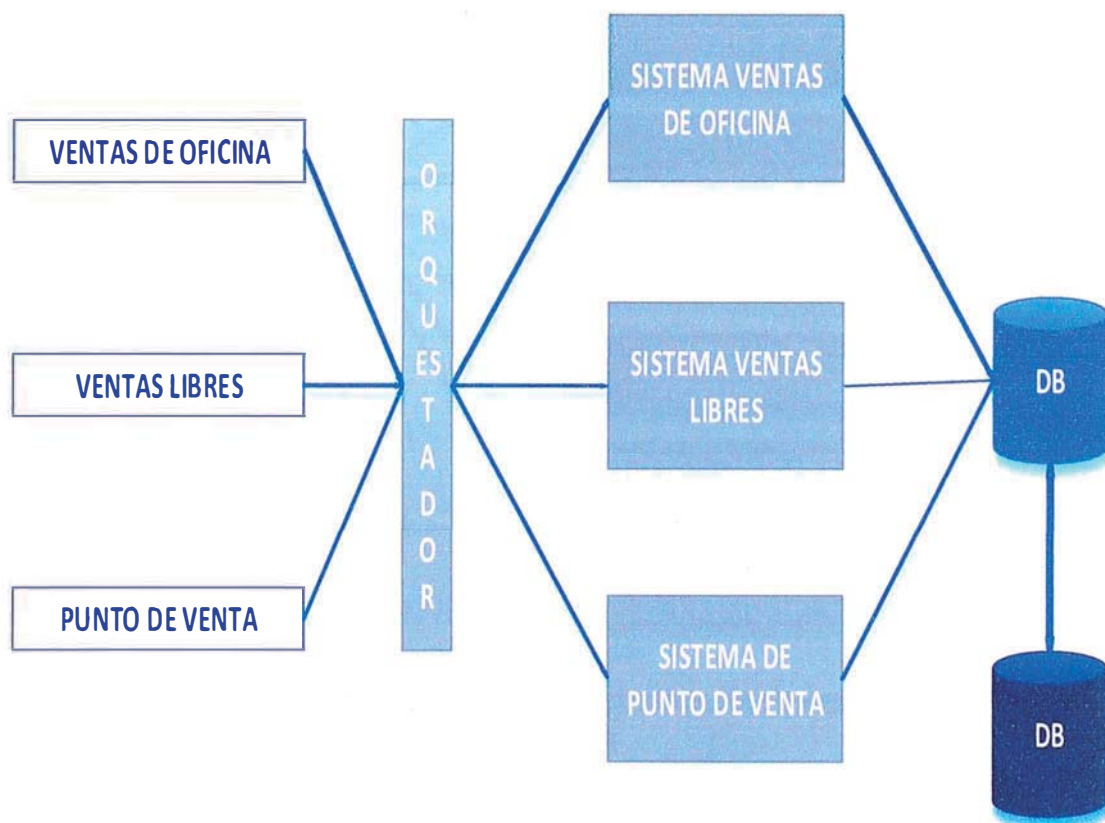 VENTAS DE OFICINA
VENTAS LIBRES
PUNTO DE VENTA
ORQUESTADOR
SISTEMA VENTAS
DE OFICINA
SISTEMA VENTAS
LIBRES
SISTEMA DE
PUNTO DE VENTA
DB
DB